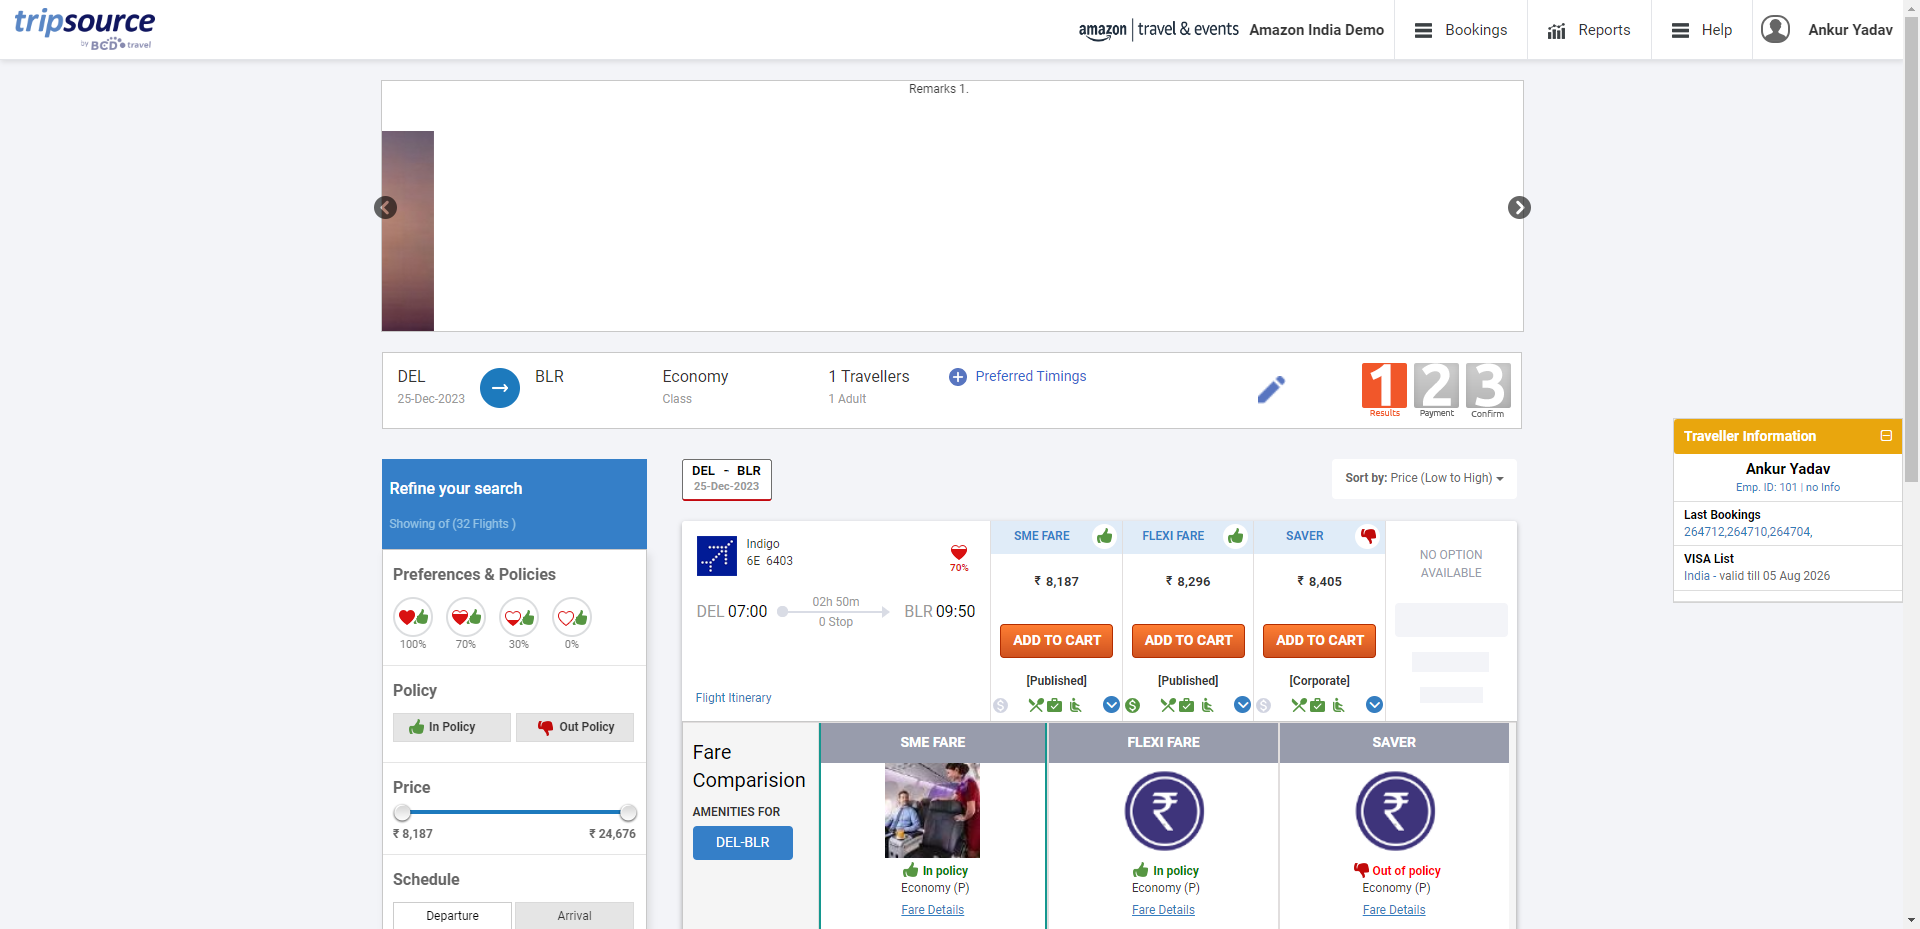 tripsource
by BCD travel
amazon | travel & events
Amazon India Demo
Bookings
Reports
Help
Ankur Yadav
Remarks 1.
DEL
25-Dec-2023
BLR
Economy
Class
1 Travellers
1 Adult
Preferred Timings
1 2 3
Results Payment Confirm
Traveller Information
Ankur Yadav
Emp. ID: 101 | no Info
Last Bookings
264712,264710,264704,
VISA List
India - valid till 05 Aug 2026
Refine your search
Showing of (32 Flights )
Preferences & Policies
100% 70% 30% 0%
Policy
In Policy Out Policy
Price
₹ 8,187 ₹ 24,676
Schedule
Departure Arrival
DEL - BLR
25-Dec-2023
Sort by: Price (Low to High)
Indigo
6E 6403
70%
DEL 07:00
02h 50m
0 Stop
BLR 09:50
Flight Itinerary
SME FARE
₹ 8,187
ADD TO CART
[Published]
FLEXI FARE
₹ 8,296
ADD TO CART
[Published]
SAVER
₹ 8,405
ADD TO CART
[Corporate]
NO OPTION
AVAILABLE
Fare
Comparision
AMENITIES FOR
DEL-BLR
SME FARE
In policy
Economy (P)
Fare Details
FLEXI FARE
In policy
Economy (P)
Fare Details
SAVER
Out of policy
Economy (P)
Fare Details